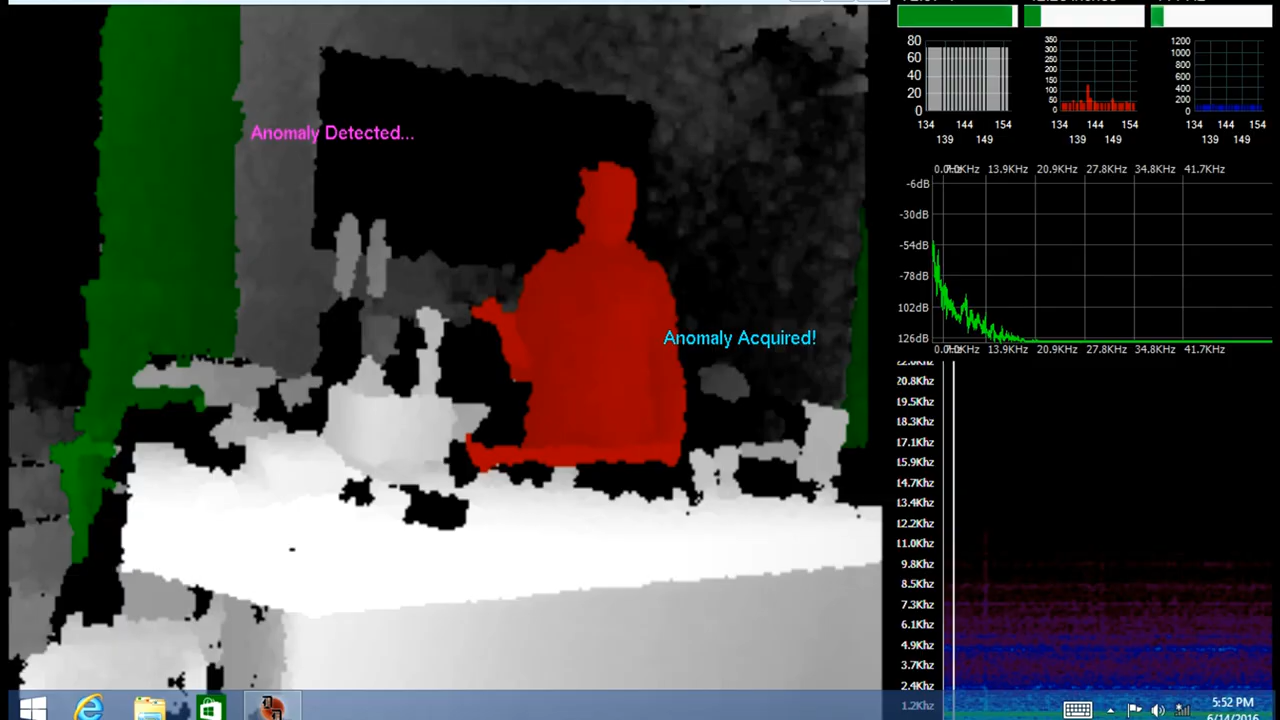 Anomaly Detected...
Anomaly Acquired!
80
60
40
20
0
134 144 154
139 149
350
300
250
200
150
100
50
0
134 144 154
139 149
1200
1000
800
600
400
200
0
134 144 154
139 149
13.9KHz 20.9KHz 27.8KHz 34.8KHz 41.7KHz
-6dB
-30dB
-54dB
-78dB
102dB
126dB
13.9KHz 20.9KHz 27.8KHz 34.8KHz 41.7KHz
20.8Khz
19.5Khz
18.3Khz
17.1Khz
15.9Khz
14.7Khz
13.4Khz
12.2Khz
11.0Khz
9.8Khz
8.5Khz
7.3Khz
6.1Khz
4.9Khz
3.7Khz
2.4Khz
1.2Khz
5:52 PM
6/14/2016